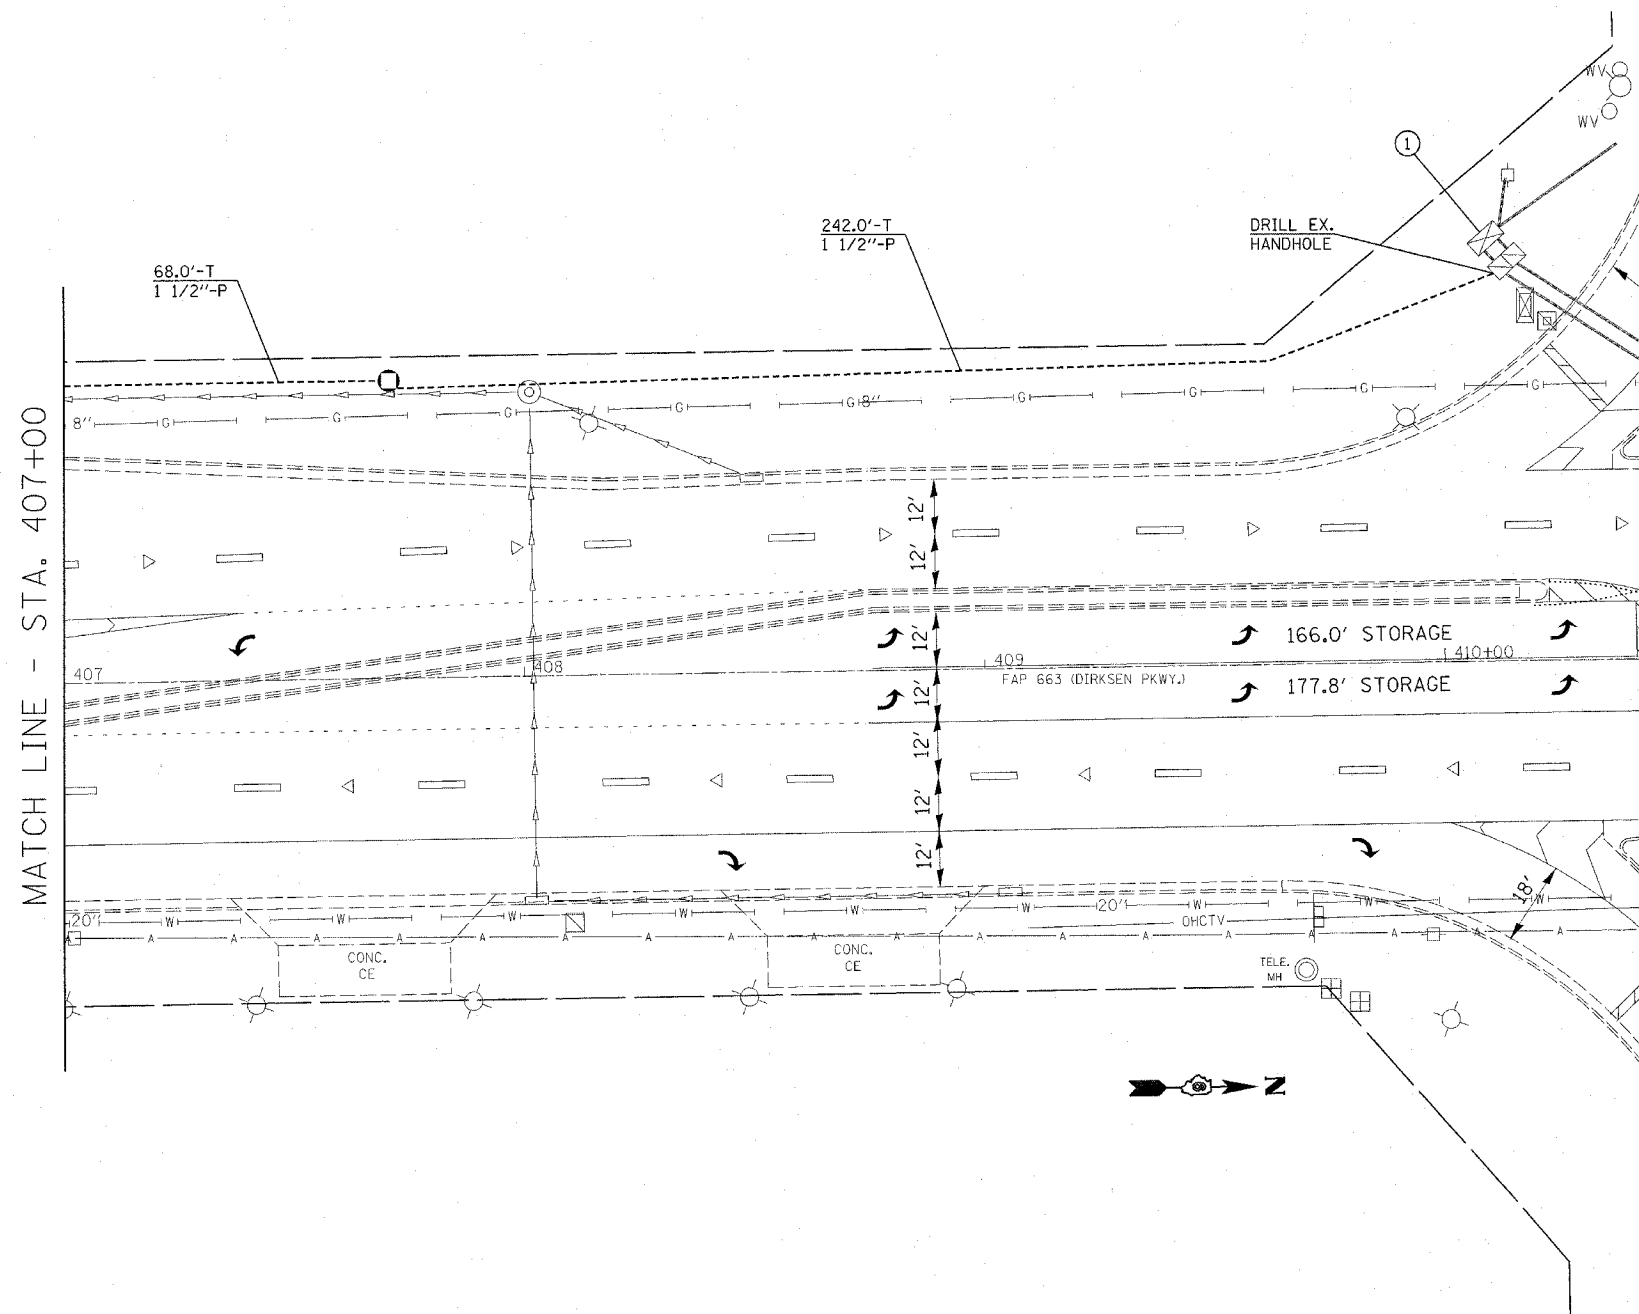 WV
WV
1
242.0'-T
1 1/2"-P
DRILL EX.
HANDHOLE
68.0'-T
1 1/2"-P
MATCH LINE - STA. 407+00
8" G G G G G 8" G G G G
12'
12'
12'
12'
12'
12'
12'
166.0' STORAGE
407 408 409 410+00
FAP 663 (DIRKSEN PKWY.)
177.8' STORAGE
18'
20" W W W W W W 20" W W W
OHCTV
A A A A A A A A A A A A A A A A A A
CONC.
CE
CONC.
CE
TELE.
MH
N